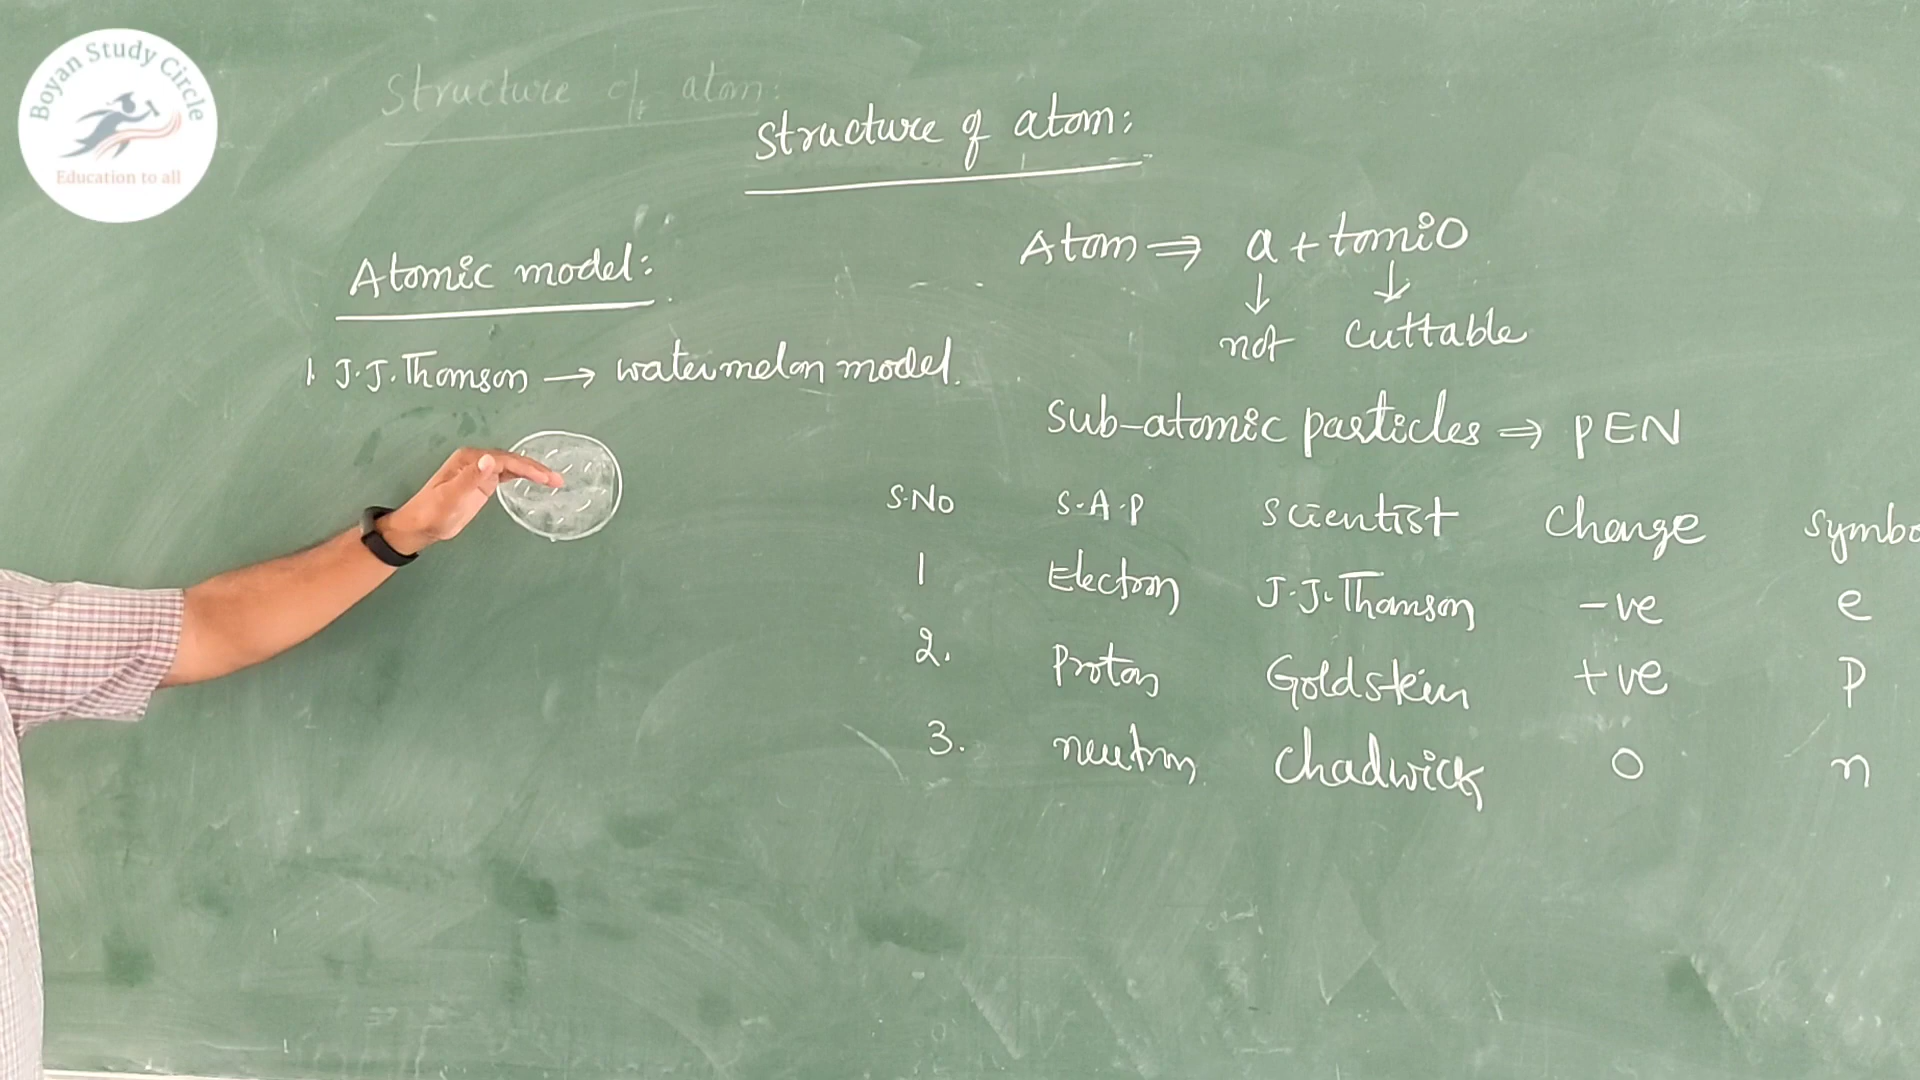 Boyan Study Circle
Education to all
Structure of atom:
Structure of atom:
Atomic model:
1. J.J. Thomson → watermelon model.
Atom ⇒ a + tomio
↓ ↓
not cuttable
Sub-atomic particles ⇒ PEN
S.No S.A.P Scientist Charge Symbo
1 Electron J.J. Thomson -ve e
2. Proton Goldstein +ve P
3. neutron Chadwick 0 n